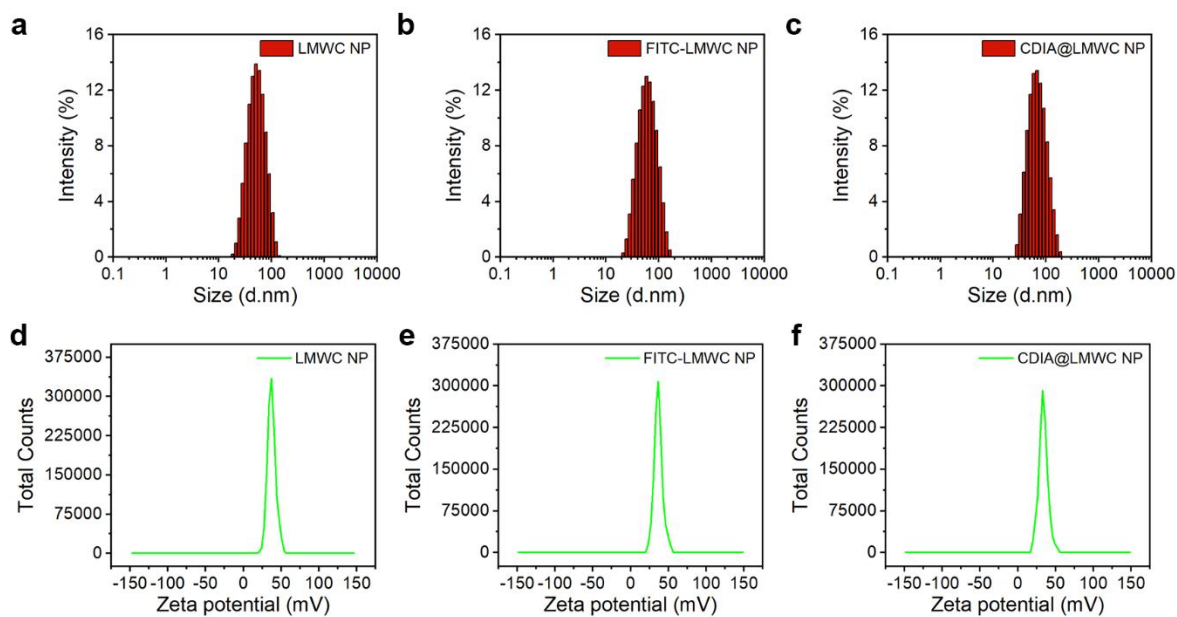 a
LMWC NP
16
12
8
4
0
Intensity (%)
0.1 1 10 100 1000 10000
Size (d.nm)
b
FITC-LMWC NP
16
12
8
4
0
Intensity (%)
0.1 1 10 100 1000 10000
Size (d.nm)
c
CDIA@LMWC NP
16
12
8
4
0
Intensity (%)
0.1 1 10 100 1000 10000
Size (d.nm)
d
LMWC NP
375000
300000
225000
150000
75000
0
Total Counts
-150 -100 -50 0 50 100 150
Zeta potential (mV)
e
FITC-LMWC NP
375000
300000
225000
150000
75000
0
Total Counts
-150 -100 -50 0 50 100 150
Zeta potential (mV)
f
CDIA@LMWC NP
375000
300000
225000
150000
75000
0
Total Counts
-150 -100 -50 0 50 100 150
Zeta potential (mV)